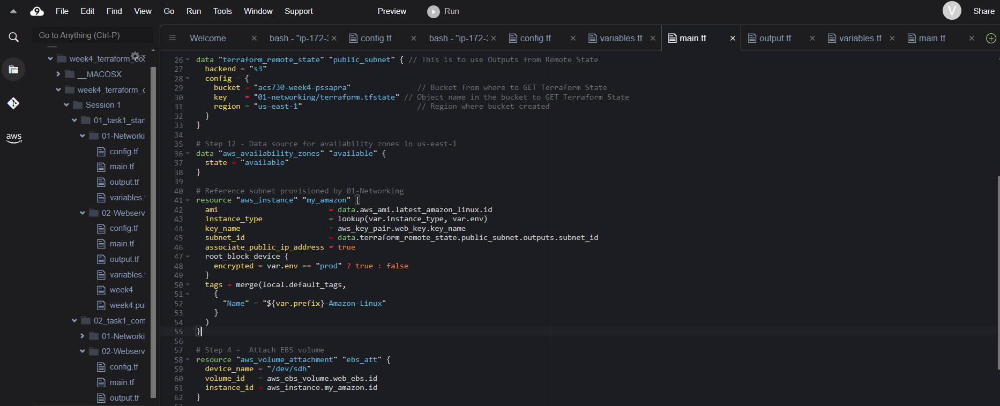 File Edit Find View Go Run Tools Window Support Preview Run V Share
Go to Anything (Ctrl-P)
Welcome
bash - "ip-172-3
config.tf
bash - "ip-172-3
config.tf
variables.tf
main.tf
output.tf
variables.tf
main.tf
aws
week4_terraform_coc
__MACOSX
week4_terraform_c
Session 1
01_task1_start
01-Networki
config.tf
main.tf
output.tf
variables.t
02-Webserv
config.tf
main.tf
output.tf
variables.t
week4
week4.pul
02_task1_com
01-Networki
02-Webserv
config.tf
main.tf
output.tf
26 data "terraform_remote_state" "public_subnet" { // This is to use Outputs from Remote State
27   backend = "s3"
28   config = {
29     bucket = "acs730-week4-pssapra"               // Bucket from where to GET Terraform State
30     key    = "01-networking/terraform.tfstate" // Object name in the bucket to GET Terraform State
31     region = "us-east-1"                          // Region where bucket created
32   }
33 }
34
35 # Step 12 - Data source for availability zones in us-east-1
36 data "aws_availability_zones" "available" {
37   state = "available"
38 }
39
40 # Reference subnet provisioned by 01-Networking
41 resource "aws_instance" "my_amazon" {
42   ami                         = data.aws_ami.latest_amazon_linux.id
43   instance_type               = lookup(var.instance_type, var.env)
44   key_name                    = aws_key_pair.web_key.key_name
45   subnet_id                   = data.terraform_remote_state.public_subnet.outputs.subnet_id
46   associate_public_ip_address = true
47   root_block_device {
48     encrypted = var.env == "prod" ? true : false
49   }
50   tags = merge(local.default_tags,
51     {
52       "Name" = "${var.prefix}-Amazon-Linux"
53     }
54   )
55 }
56
57 # Step 4 -  Attach EBS volume
58 resource "aws_volume_attachment" "ebs_att" {
59   device_name = "/dev/sdh"
60   volume_id   = aws_ebs_volume.web_ebs.id
61   instance_id = aws_instance.my_amazon.id
62 }